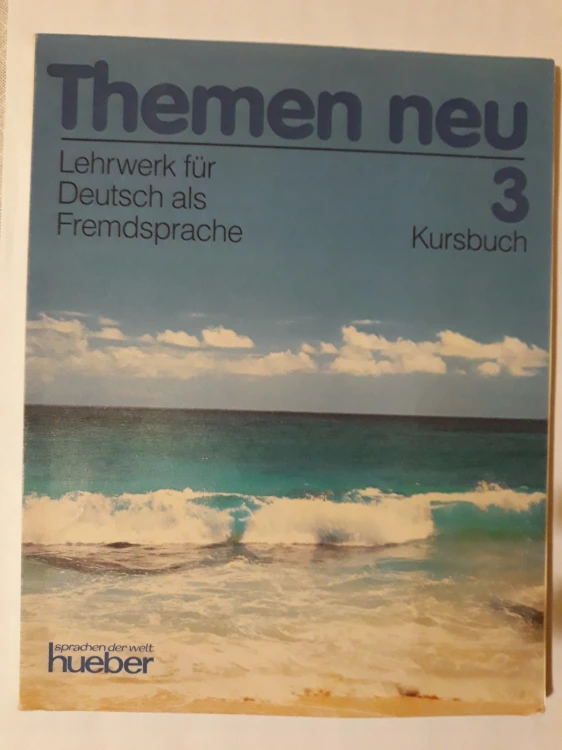 Themen neu
Lehrwerk für
Deutsch als
Fremdsprache
3
Kursbuch
sprachen der welt
hueber